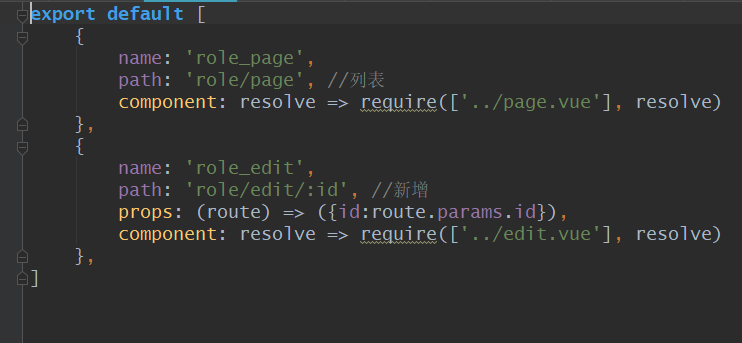 export default [
    {
        name: 'role_page',
        path: 'role/page', //列表
        component: resolve => require(['../page.vue'], resolve)
    },
    {
        name: 'role_edit',
        path: 'role/edit/:id', //新增
        props: (route) => ({id:route.params.id}),
        component: resolve => require(['../edit.vue'], resolve)
    },
]